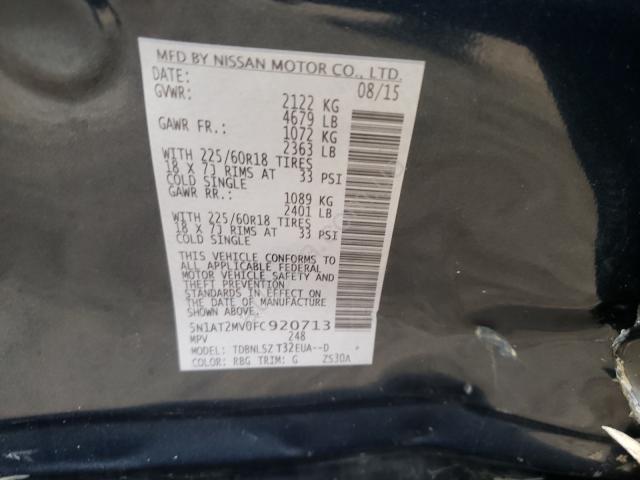 MFD BY NISSAN MOTOR CO., LTD.
DATE: 08/15
GVWR: 2122 KG
4679 LB
GAWR FR.: 1072 KG
2363 LB
WITH 225/60R18 TIRES
18 X 7J RIMS AT 33 PSI
COLD SINGLE
GAWR RR.: 1089 KG
2401 LB
WITH 225/60R18 TIRES
18 X 7J RIMS AT 33 PSI
COLD SINGLE
THIS VEHICLE CONFORMS TO
ALL APPLICABLE FEDERAL
MOTOR VEHICLE SAFETY AND
THEFT PREVENTION
STANDARDS IN EFFECT ON
THE DATE OF MANUFACTURE
SHOWN ABOVE.
5N1AT2MV0FC920713
MPV 248
MODEL: TDBNLSZ T32EUA--D
COLOR: RBG TRIM: G ZS30A